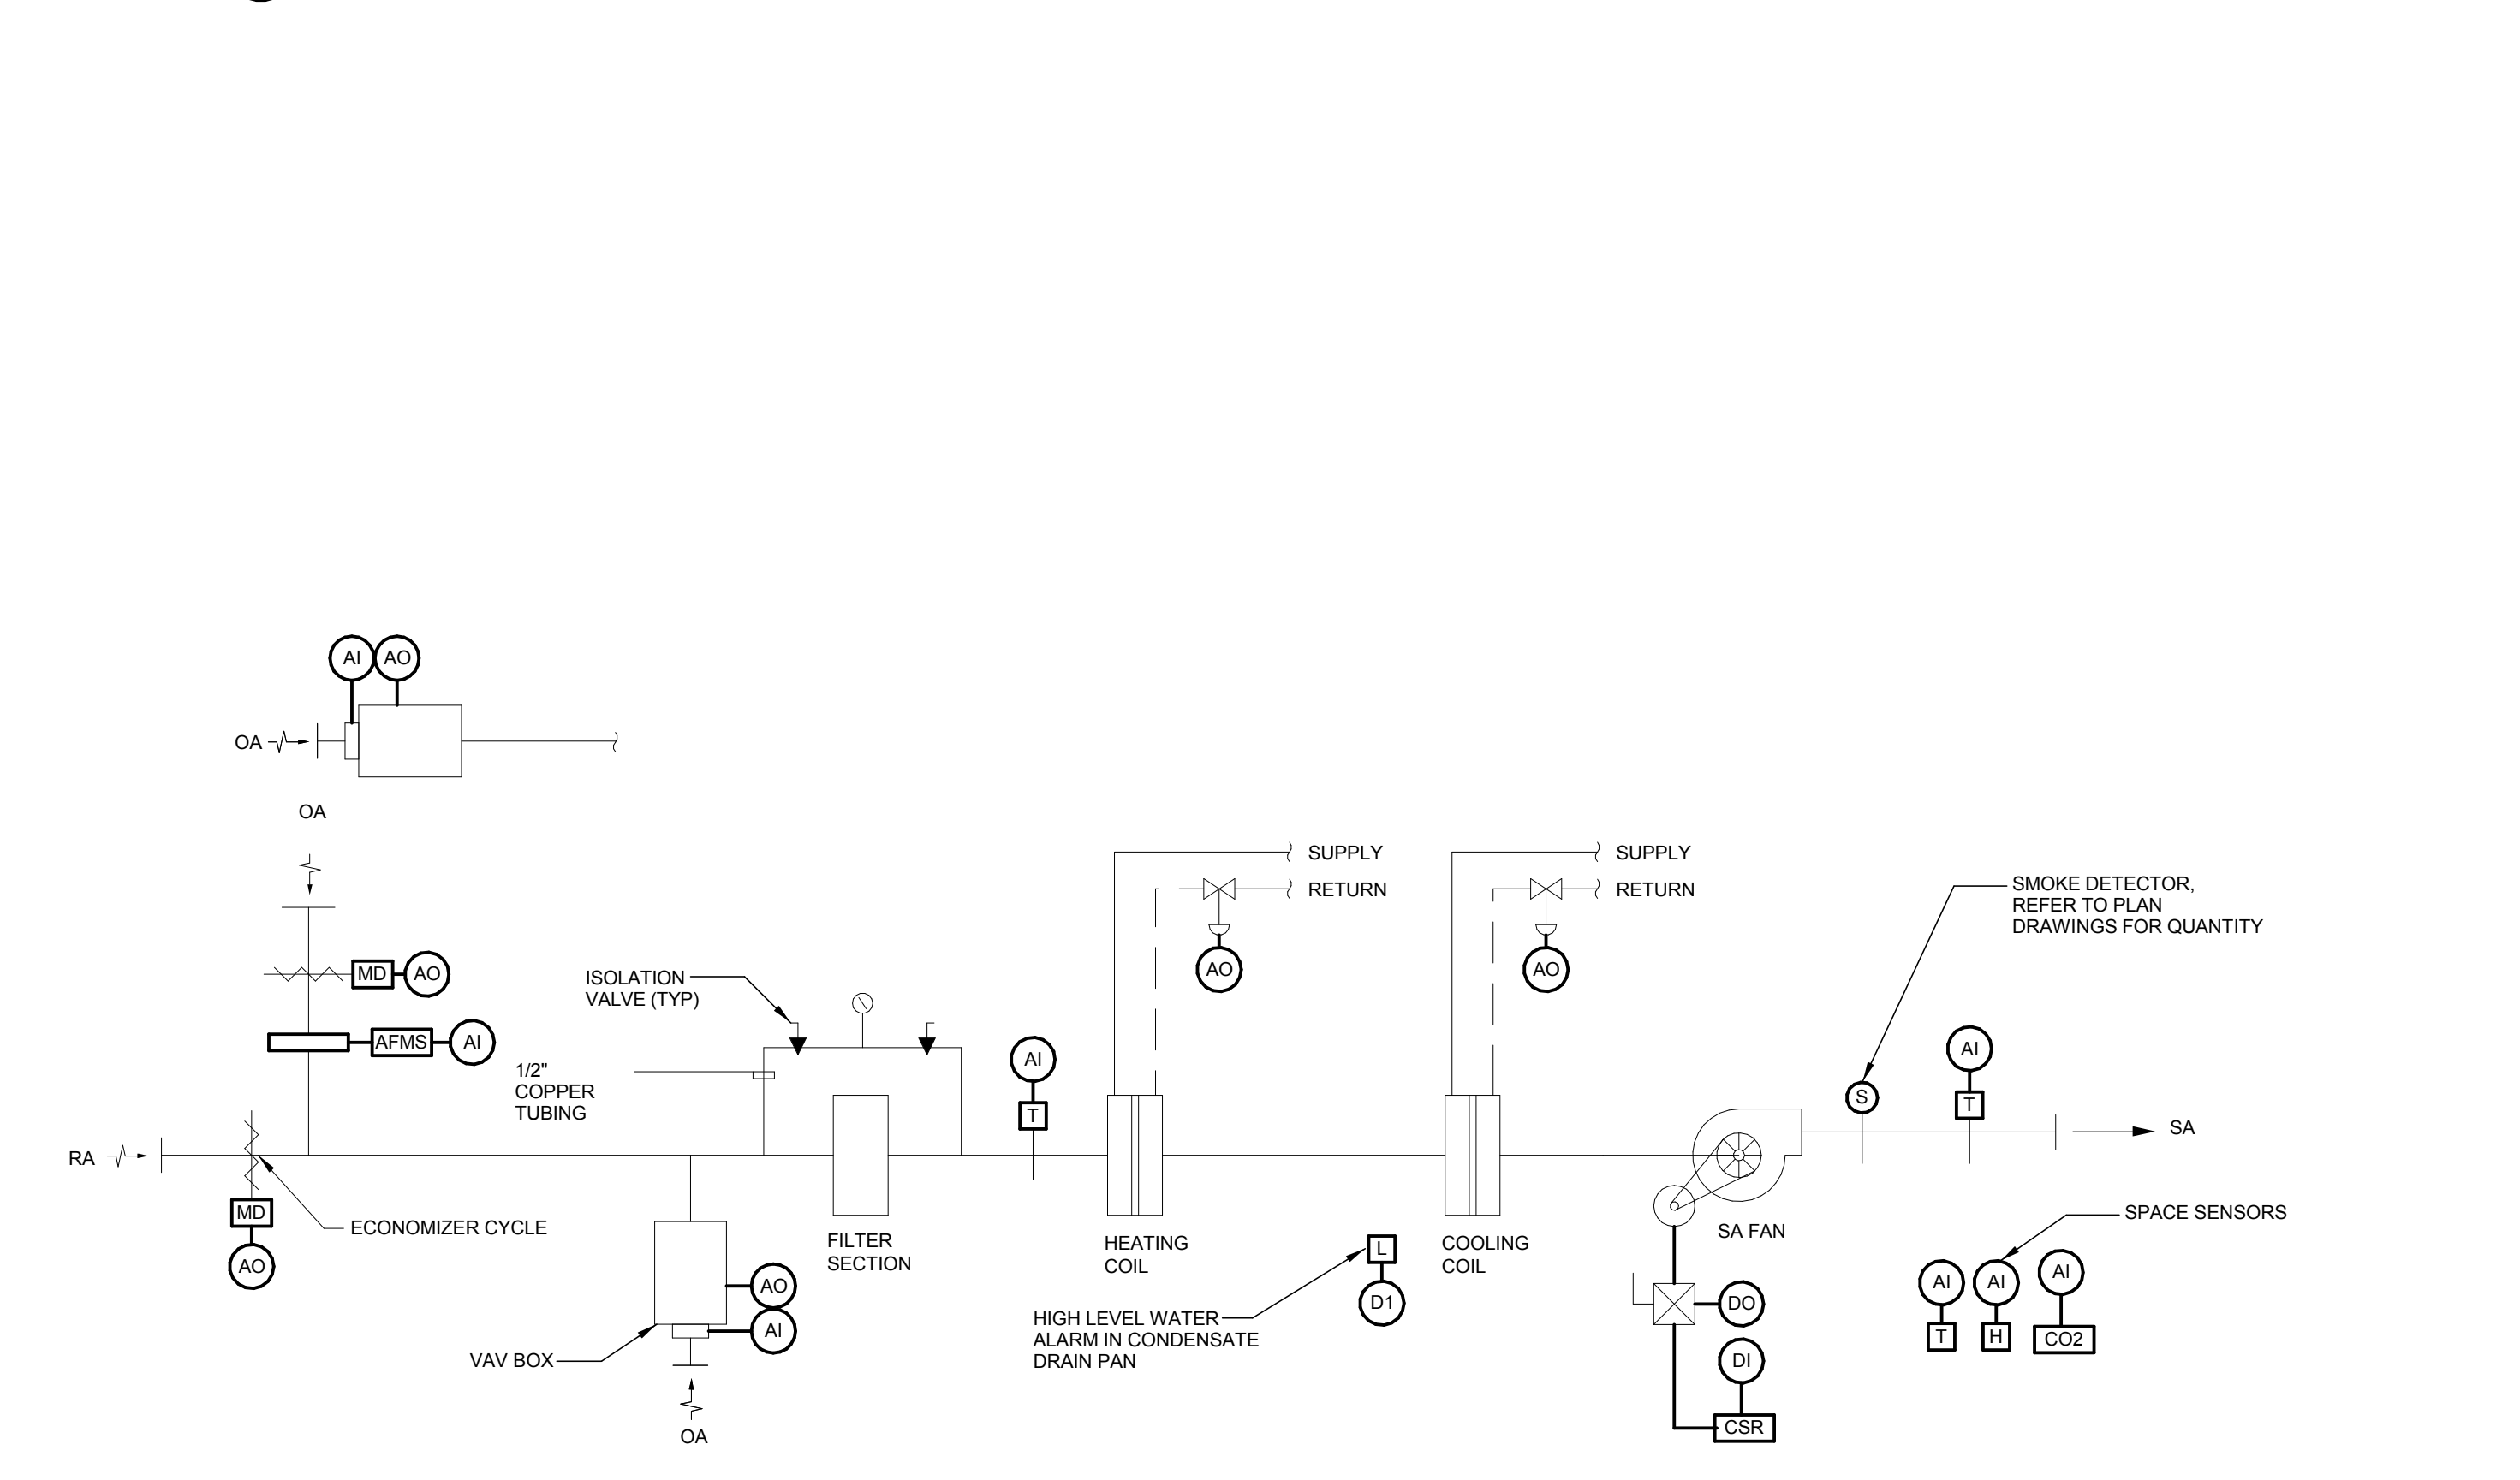 AI AO
OA
OA
MD AO
AFMS AI
RA
MD
AO
ECONOMIZER CYCLE
ISOLATION
VALVE (TYP)
1/2"
COPPER
TUBING
VAV BOX
AO
AI
OA
FILTER
SECTION
AI
T
SUPPLY
RETURN
AO
HEATING
COIL
HIGH LEVEL WATER
ALARM IN CONDENSATE
DRAIN PAN
L
D1
SUPPLY
RETURN
AO
COOLING
COIL
SA FAN
DO
DI
CSR
SMOKE DETECTOR,
REFER TO PLAN
DRAWINGS FOR QUANTITY
S
AI
T
SA
SPACE SENSORS
AI AI AI
T H CO2